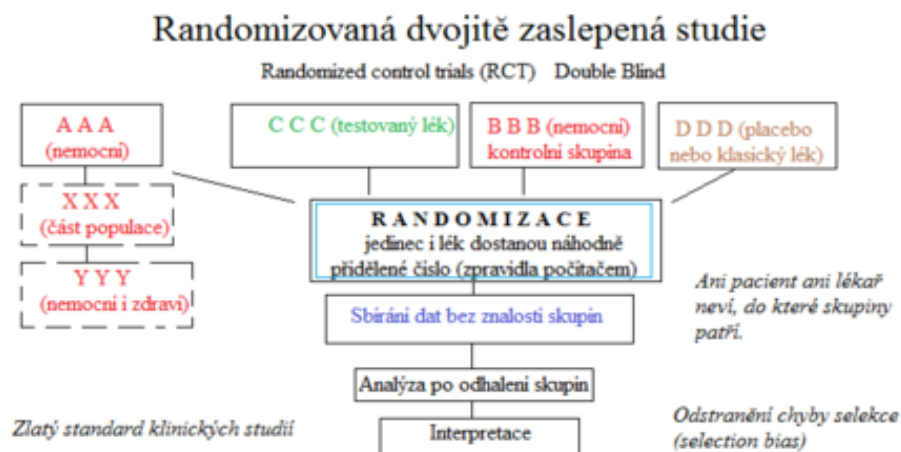 Randomizovaná dvojitě zaslepená studie
Randomized control trials (RCT) Double Blind
A A A
(nemocní)
C C C (testovaný lék)
B B B (nemocní)
kontrolní skupina
D D D (placebo
nebo klasický lék)
X X X
(část populace)
Y Y Y
(nemocní i zdraví)
R A N D O M I Z A C E
jedinec i lék dostanou náhodně
přidělené číslo (zpravidla počítačem)
Ani pacient ani lékař
neví, do které skupiny
patří.
Sbírání dat bez znalosti skupin
Analýza po odhalení skupin
Zlatý standard klinických studií
Interpretace
Odstranění chyby selekce
(selection bias)